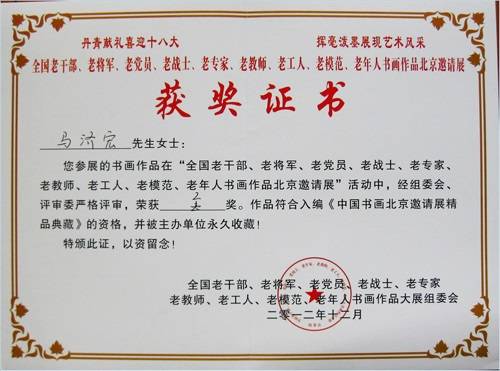 丹青献礼喜迎十八大 挥毫泼墨展现艺术风采
全国老干部、老将军、老党员、老战士、老专家、老教师、老工人、老模范、老年人书画作品北京邀请展
获奖证书
马济宏 先生女士：
您参展的书画作品在“全国老干部、老将军、老党员、老战士、老专家、
老教师、老工人、老模范、老年人书画作品北京邀请展”活动中，经组委会、
评审委严格评审，荣获 奖。作品符合入编《中国书画北京邀请展精
品典藏》的资格，并被主办单位永久收藏！
特颁此证，以资留念！
全国老干部、老将军、老党员、老战士、老专家
老教师、老工人、老模范、老年人书画作品大展组委会
二零一二年十二月